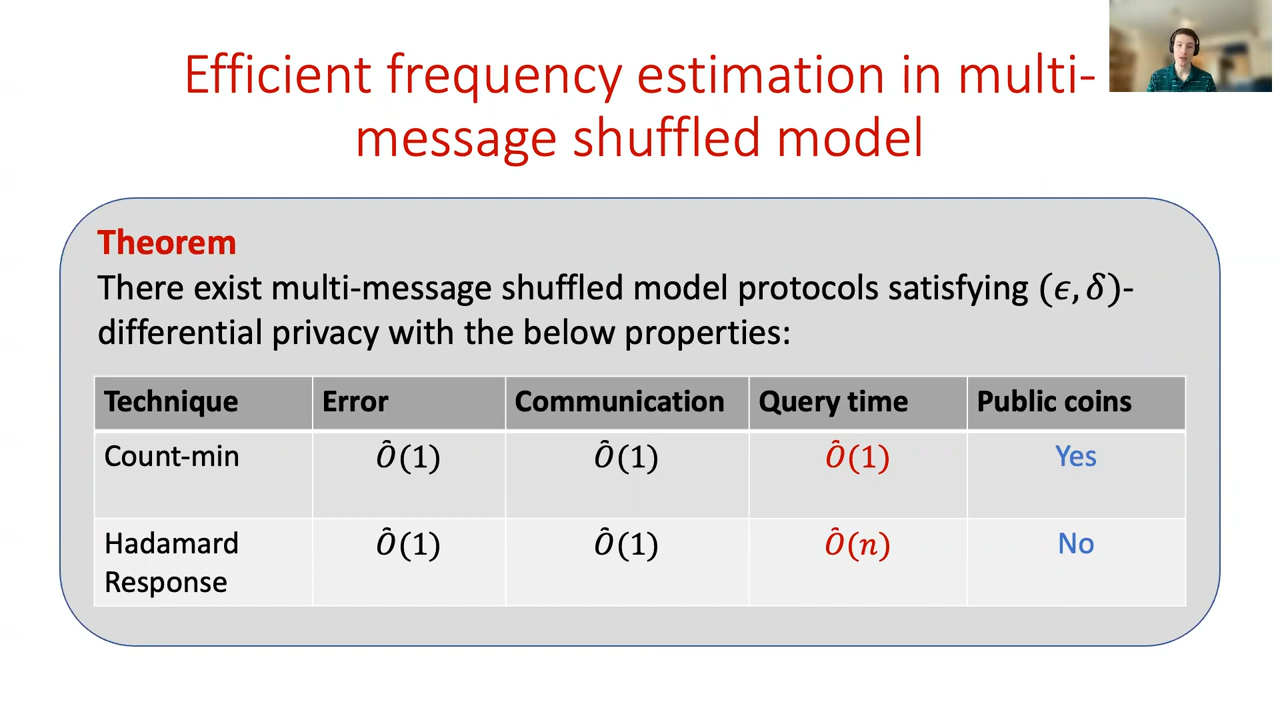 Efficient frequency estimation in multi-
message shuffled model
Theorem
There exist multi-message shuffled model protocols satisfying (ϵ, δ)-
differential privacy with the below properties:
Technique Error Communication Query time Public coins
Count-min Õ(1) Õ(1) Õ(1) Yes
Hadamard Õ(1) Õ(1) Õ(n) No
Response